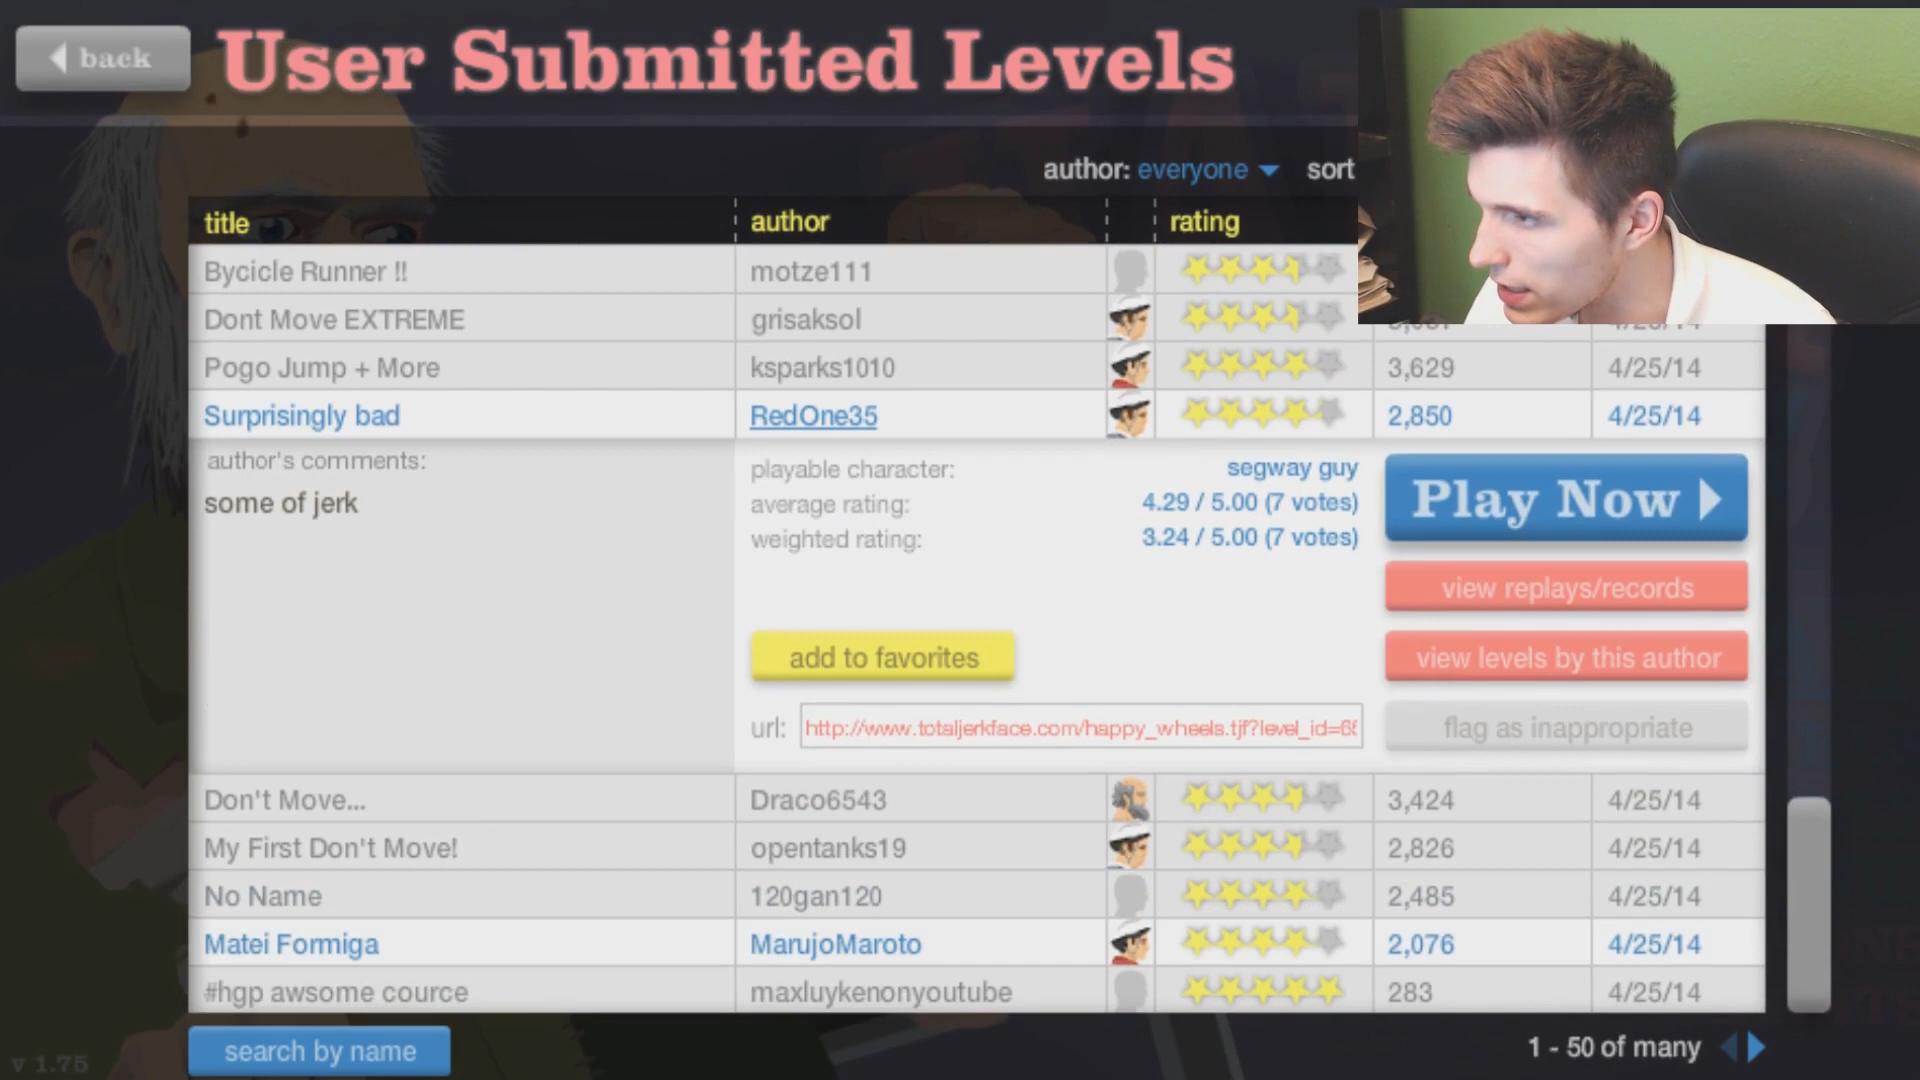 back
User Submitted Levels
author: everyone sort
title author rating
Bycicle Runner !! motze111
Dont Move EXTREME grisaksol
Pogo Jump + More ksparks1010 3,629 4/25/14
Surprisingly bad RedOne35 2,850 4/25/14
author's comments:
some of jerk
playable character: segway guy
average rating: 4.29 / 5.00 (7 votes)
weighted rating: 3.24 / 5.00 (7 votes)
Play Now
view replays/records
add to favorites
view levels by this author
url: http://www.totaljerkface.com/happy_wheels.tjf?level_id=6
flag as inappropriate
Don't Move... Draco6543 3,424 4/25/14
My First Don't Move! opentanks19 2,826 4/25/14
No Name 120gan120 2,485 4/25/14
Matei Formiga MarujoMaroto 2,076 4/25/14
#hgp awsome cource maxluykenonyoutube 283 4/25/14
search by name
1 - 50 of many
v 1.75